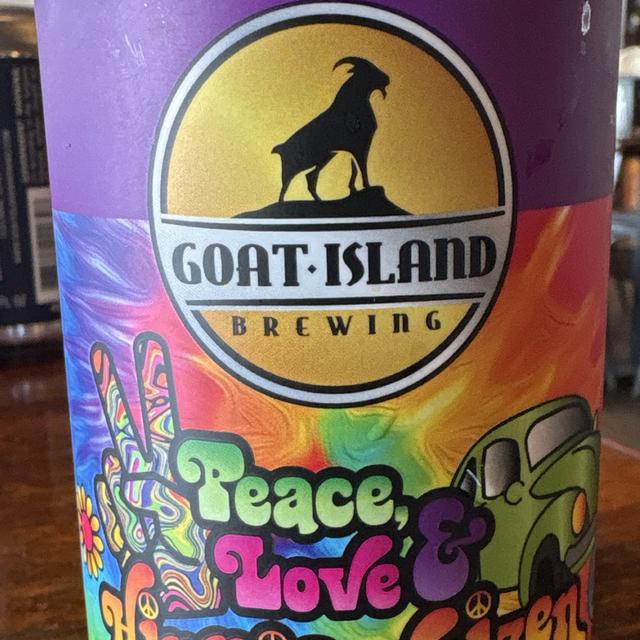 GOAT·ISLAND
BREWING
Peace,
Love &